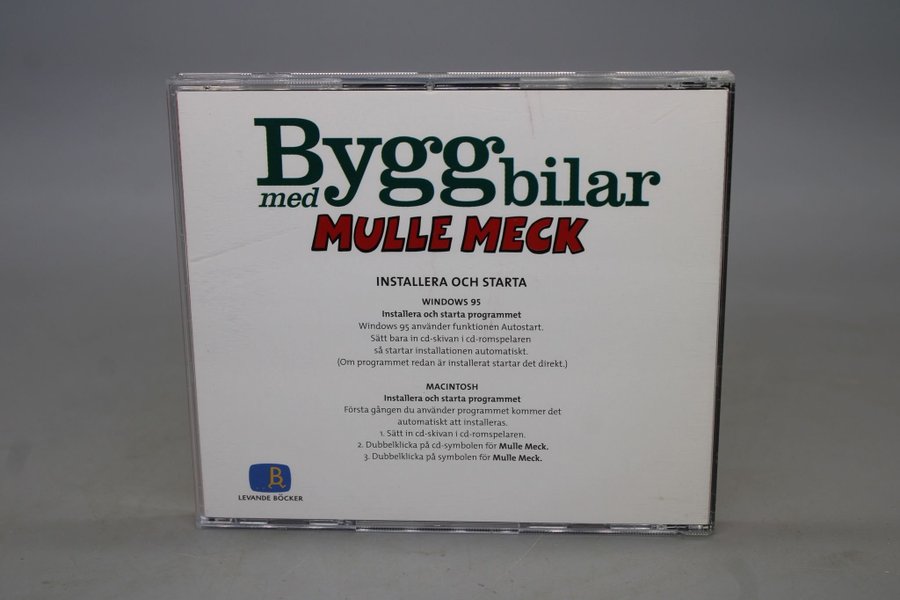 Bygg bilar
med
MULLE MECK
INSTALLERA OCH STARTA
WINDOWS 95
Installera och starta programmet
Windows 95 använder funktionen Autostart.
Sätt bara in cd-skivan i cd-romspelaren
så startar installationen automatiskt.
(Om programmet redan är installerat startar det direkt.)
MACINTOSH
Installera och starta programmet
Första gången du använder programmet kommer det
automatiskt att installeras.
1. Sätt in cd-skivan i cd-romspelaren.
2. Dubbelklicka på cd-symbolen för Mulle Meck.
3. Dubbelklicka på symbolen för Mulle Meck.
B
LEVANDE BÖCKER